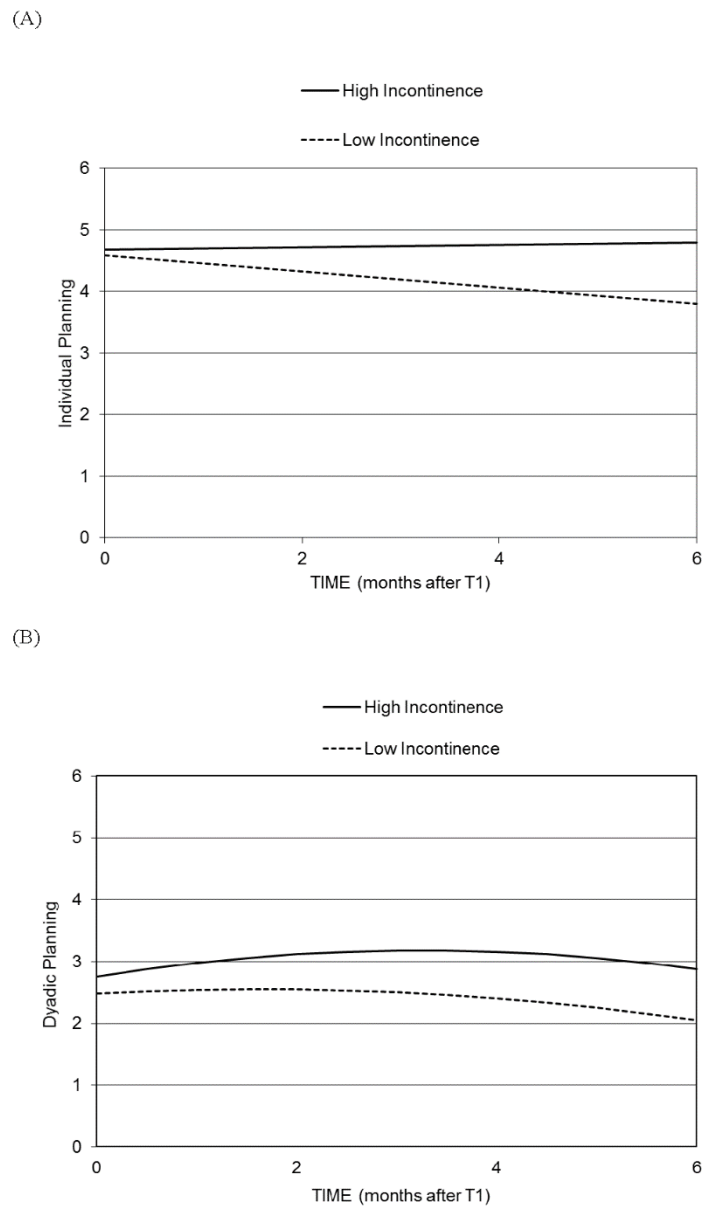 (A)
High Incontinence
Low Incontinence
6
5
4
3
2
1
0
Individual Planning
0 2 4 6
TIME (months after T1)
(B)
High Incontinence
Low Incontinence
6
5
4
3
2
1
0
Dyadic Planning
0 2 4 6
TIME (months after T1)